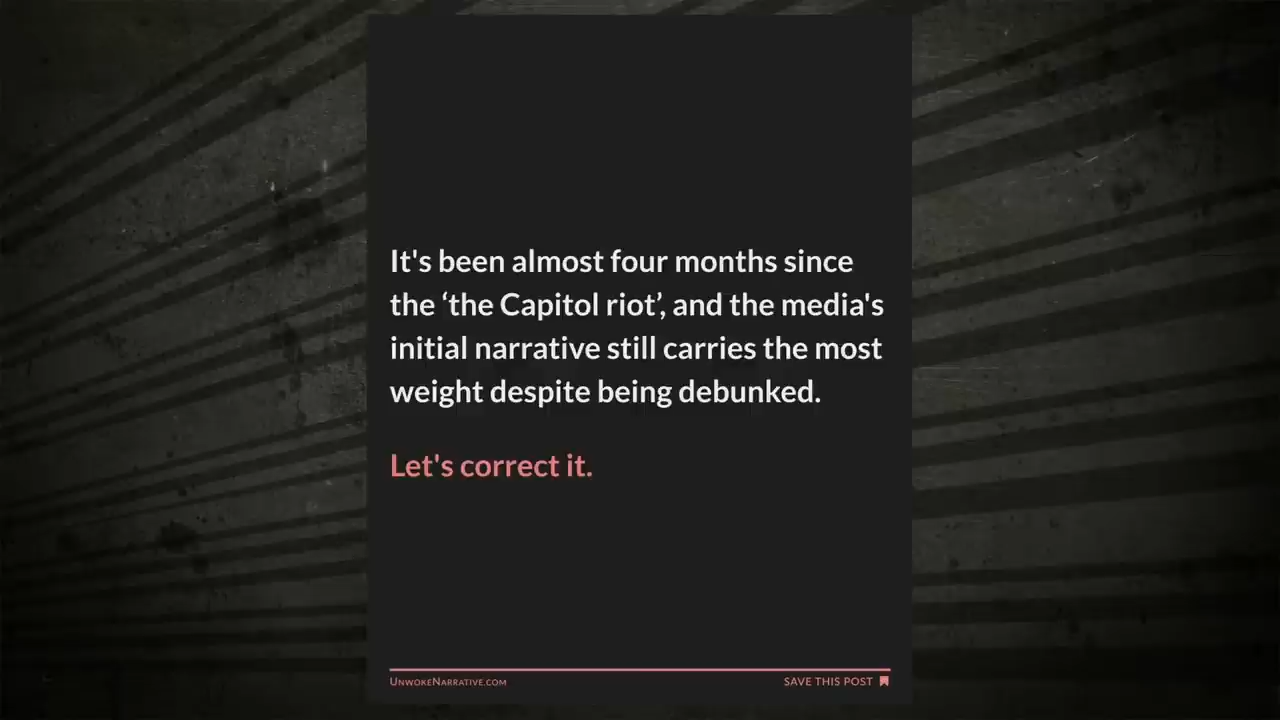 It's been almost four months since
the ‘the Capitol riot’, and the media's
initial narrative still carries the most
weight despite being debunked.
Let's correct it.
UnwokeNarrative.com
SAVE THIS POST